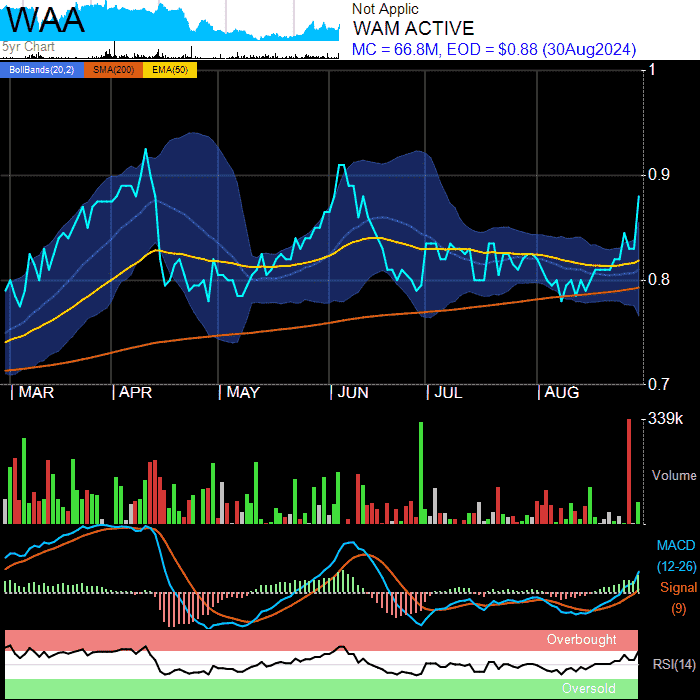 WAA
5yr Chart
Not Applic
WAM ACTIVE
MC = 66.8M, EOD = $0.88 (30Aug2024)
BollBands(20,2) SMA(200) EMA(50)
1
0.9
0.8
0.7
MAR APR MAY JUN JUL AUG
339k
Volume
MACD
(12-26)
Signal
(9)
Overbought
RSI(14)
Oversold